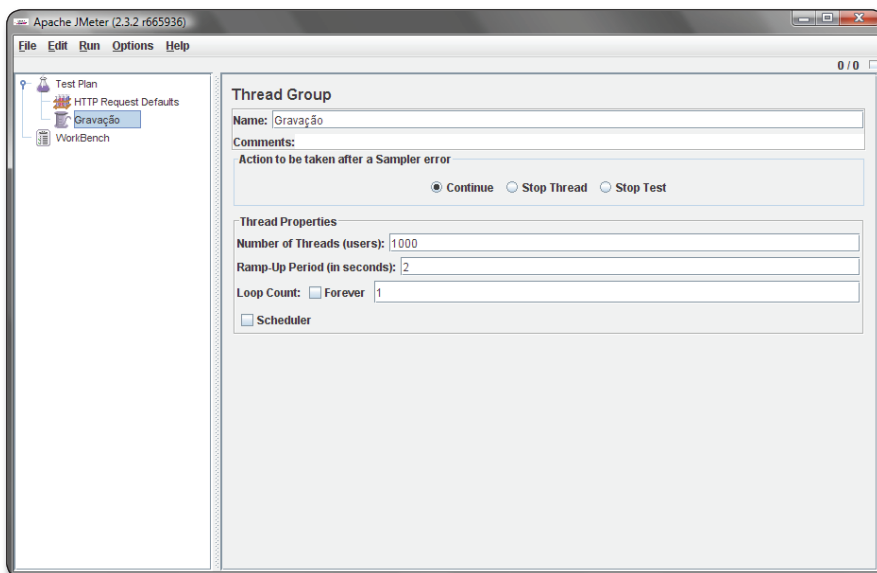 Apache JMeter (2.3.2 r665936)
File Edit Run Options Help
0 / 0
Test Plan
HTTP Request Defaults
Gravação
WorkBench
Thread Group
Name: Gravação
Comments:
Action to be taken after a Sampler error
Continue Stop Thread Stop Test
Thread Properties
Number of Threads (users): 1000
Ramp-Up Period (in seconds): 2
Loop Count: Forever 1
Scheduler